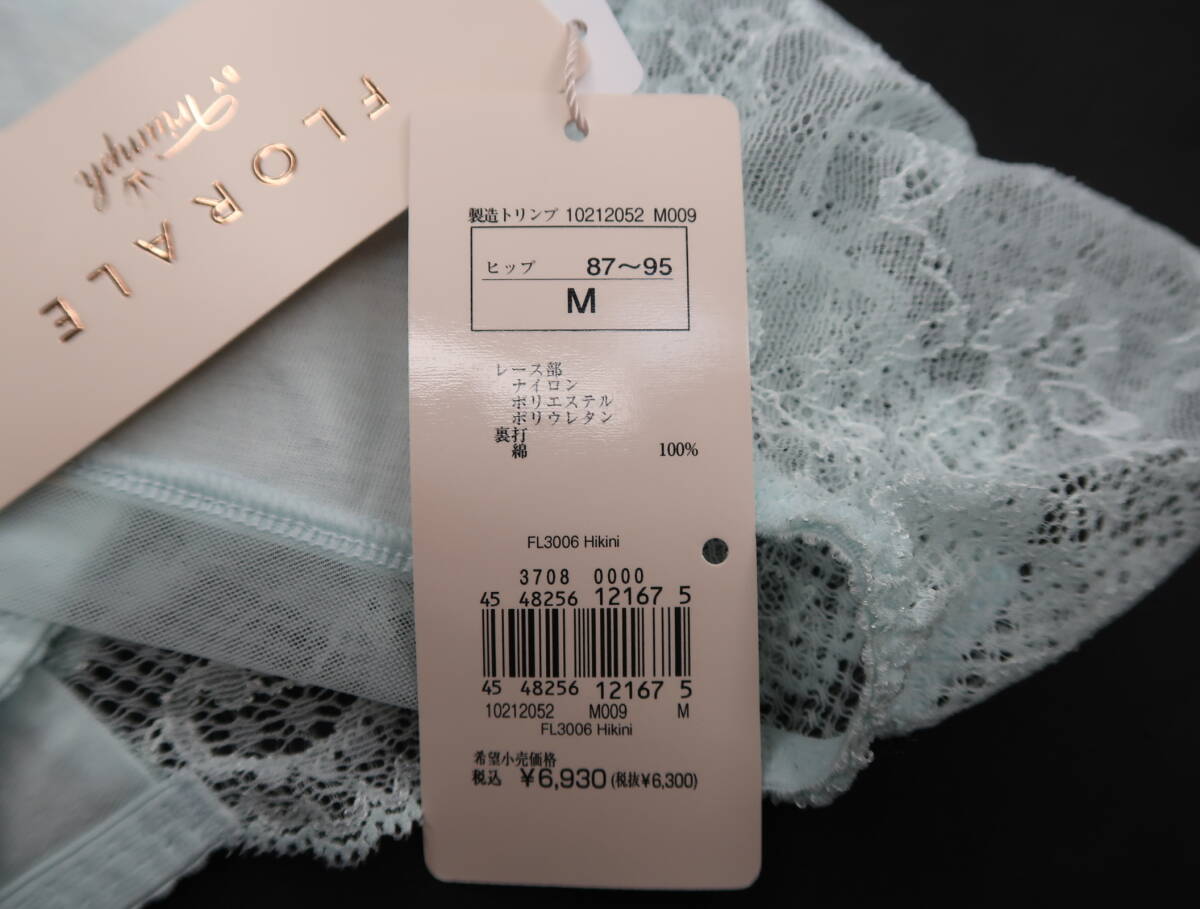 FLORALE
BY Triumph
製造トリンプ 10212052 M009
ヒップ 87〜95
M
レース部
ナイロン
ポリエステル
ポリウレタン
裏打
綿 100%
FL3006 Hikini
3708 0000
45 48256 12167 5
45 48256 12167 5
10212052 M009 M
FL3006 Hikini
希望小売価格
税込 ¥6,930 (税抜¥6,300)